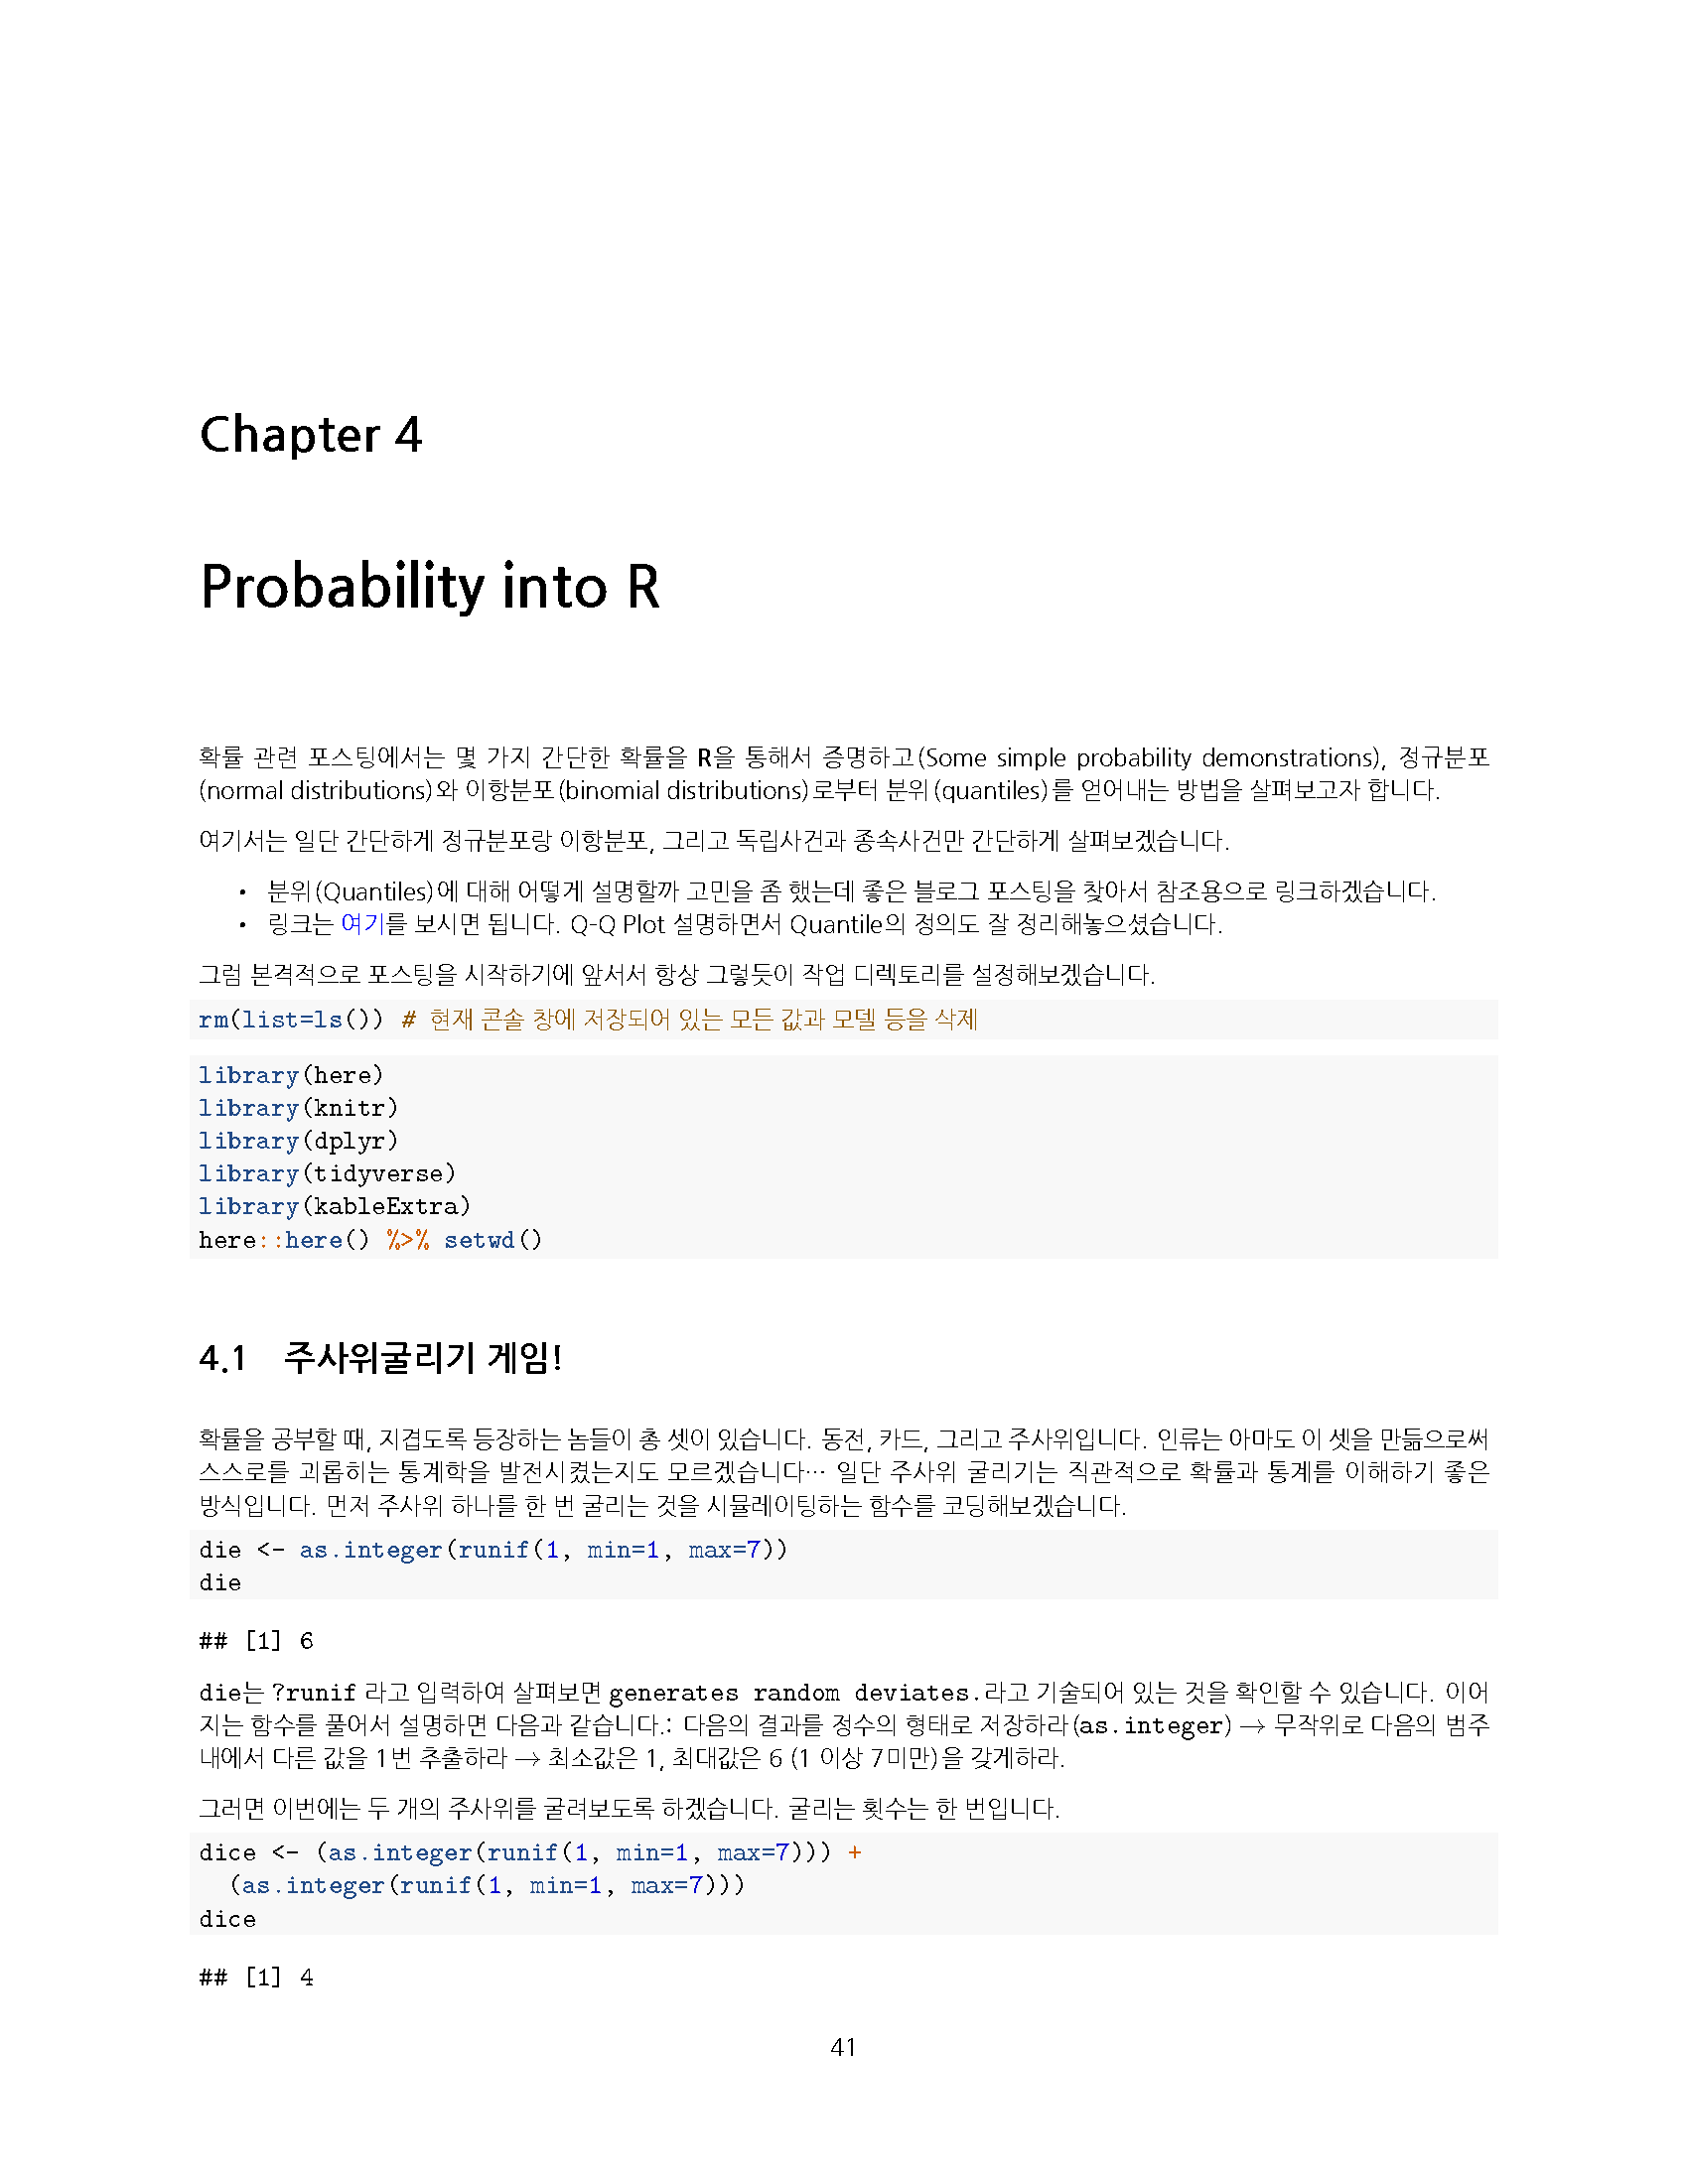 Chapter 4
Probability into R
확률 관련 포스팅에서는 몇 가지 간단한 확률을 R을 통해서 증명하고(Some simple probability demonstrations), 정규분포
(normal distributions)와 이항분포(binomial distributions)로부터 분위(quantiles)를 얻어내는 방법을 살펴보고자 합니다.
여기서는 일단 간단하게 정규분포랑 이항분포, 그리고 독립사건과 종속사건만 간단하게 살펴보겠습니다.
• 분위(Quantiles)에 대해 어떻게 설명할까 고민을 좀 했는데 좋은 블로그 포스팅을 찾아서 참조용으로 링크하겠습니다.
• 링크는 여기를 보시면 됩니다. Q-Q Plot 설명하면서 Quantile의 정의도 잘 정리해놓으셨습니다.
그럼 본격적으로 포스팅을 시작하기에 앞서서 항상 그렇듯이 작업 디렉토리를 설정해보겠습니다.
rm(list=ls()) # 현재 콘솔 창에 저장되어 있는 모든 값과 모델 등을 삭제
library(here)
library(knitr)
library(dplyr)
library(tidyverse)
library(kableExtra)
here::here() %>% setwd()
4.1 주사위굴리기 게임!
확률을 공부할 때, 지겹도록 등장하는 놈들이 총 셋이 있습니다. 동전, 카드, 그리고 주사위입니다. 인류는 아마도 이 셋을 만듦으로써
스스로를 괴롭히는 통계학을 발전시켰는지도 모르겠습니다… 일단 주사위 굴리기는 직관적으로 확률과 통계를 이해하기 좋은
방식입니다. 먼저 주사위 하나를 한 번 굴리는 것을 시뮬레이팅하는 함수를 코딩해보겠습니다.
die <- as.integer(runif(1, min=1, max=7))
die
## [1] 6
die는 ?runif 라고 입력하여 살펴보면 generates random deviates.라고 기술되어 있는 것을 확인할 수 있습니다. 이어
지는 함수를 풀어서 설명하면 다음과 같습니다.: 다음의 결과를 정수의 형태로 저장하라(as.integer) → 무작위로 다음의 범주
내에서 다른 값을 1번 추출하라 → 최소값은 1, 최대값은 6 (1 이상 7미만)을 갖게하라.
그러면 이번에는 두 개의 주사위를 굴려보도록 하겠습니다. 굴리는 횟수는 한 번입니다.
dice <- (as.integer(runif(1, min=1, max=7))) +
  (as.integer(runif(1, min=1, max=7)))
dice
## [1] 4
41